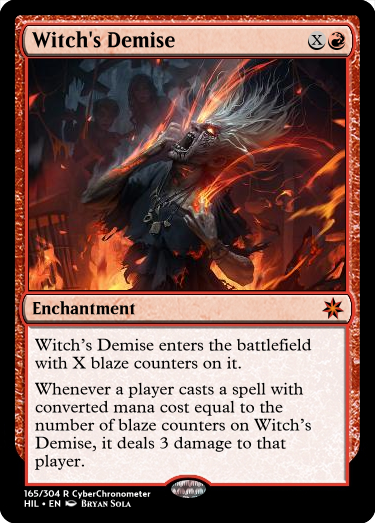 Witch's Demise X
Enchantment
Witch's Demise enters the battlefield
with X blaze counters on it.
Whenever a player casts a spell with
converted mana cost equal to the
number of blaze counters on Witch's
Demise, it deals 3 damage to that
player.
165/304 R CyberChronometer
HIL • EN Bryan Sola